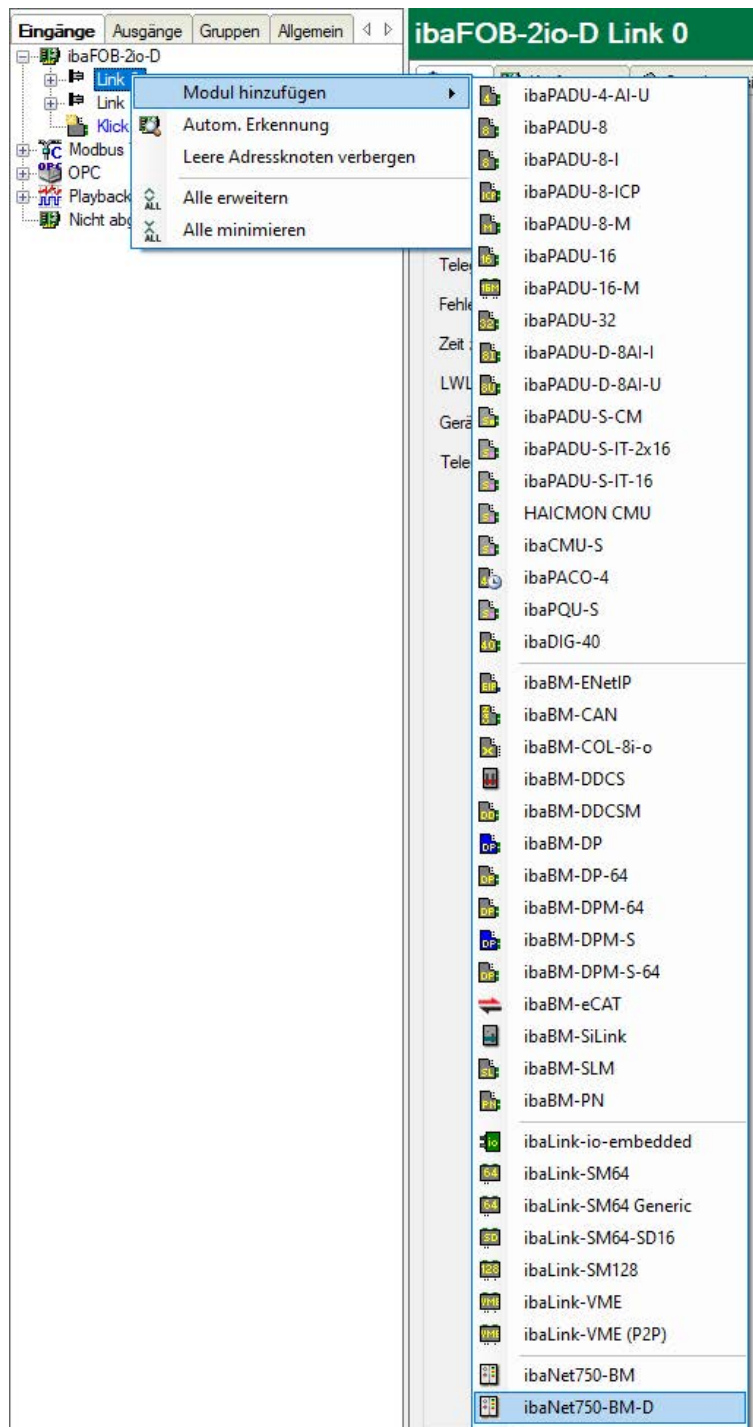 Eingänge Ausgänge Gruppen Allgemein
ibaFOB-2io-D Link 0
ibaFOB-2io-D
Link
Link
Klick
Modbus
OPC
Playback
Nicht
Modul hinzufügen
Autom. Erkennung
Leere Adressknoten verbergen
Alle erweitern
Alle minimieren
Zeit
LWL
ibaPADU-4-AI-U
ibaPADU-8
ibaPADU-8-I
ibaPADU-8-ICP
ibaPADU-8-M
ibaPADU-16
ibaPADU-16-M
ibaPADU-32
ibaPADU-D-8AI-I
ibaPADU-D-8AI-U
ibaPADU-S-CM
ibaPADU-S-IT-2x16
ibaPADU-S-IT-16
HAICMON CMU
ibaCMU-S
ibaPACO-4
ibaPQU-S
ibaDIG-40
ibaBM-ENetIP
ibaBM-CAN
ibaBM-COL-8i-o
ibaBM-DDCS
ibaBM-DDCSM
ibaBM-DP
ibaBM-DP-64
ibaBM-DPM-64
ibaBM-DPM-S
ibaBM-DPM-S-64
ibaBM-eCAT
ibaBM-SiLink
ibaBM-SLM
ibaBM-PN
ibaLink-io-embedded
ibaLink-SM64
ibaLink-SM64 Generic
ibaLink-SM64-SD16
ibaLink-SM128
ibaLink-VME
ibaLink-VME (P2P)
ibaNet750-BM
ibaNet750-BM-D